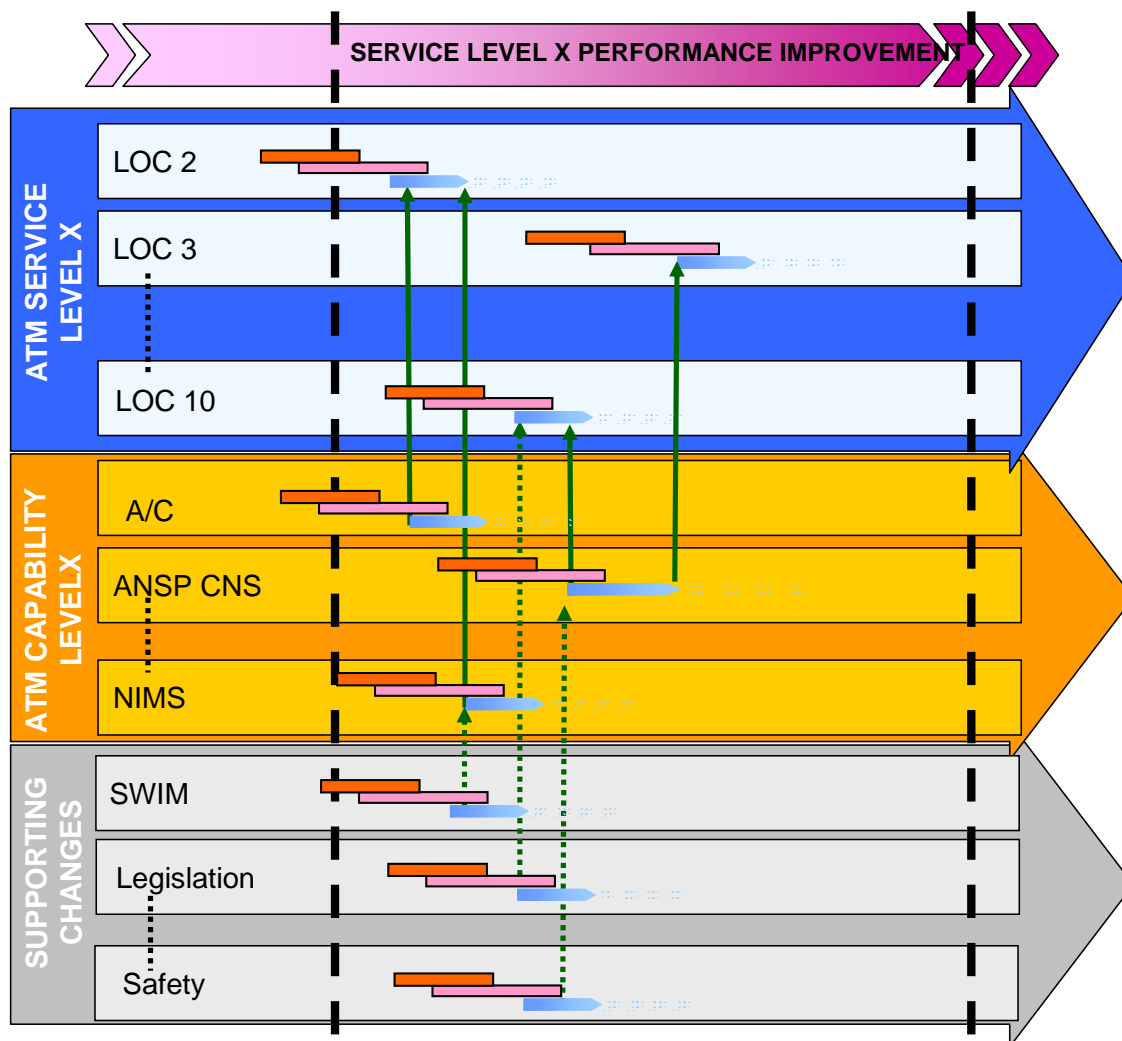 SERVICE LEVEL X PERFORMANCE IMPROVEMENT
ATM SERVICE
LEVEL X
LOC 2
LOC 3
LOC 10
ATM CAPABILITY
LEVELX
A/C
ANSP CNS
NIMS
SUPPORTING
CHANGES
SWIM
Legislation
Safety